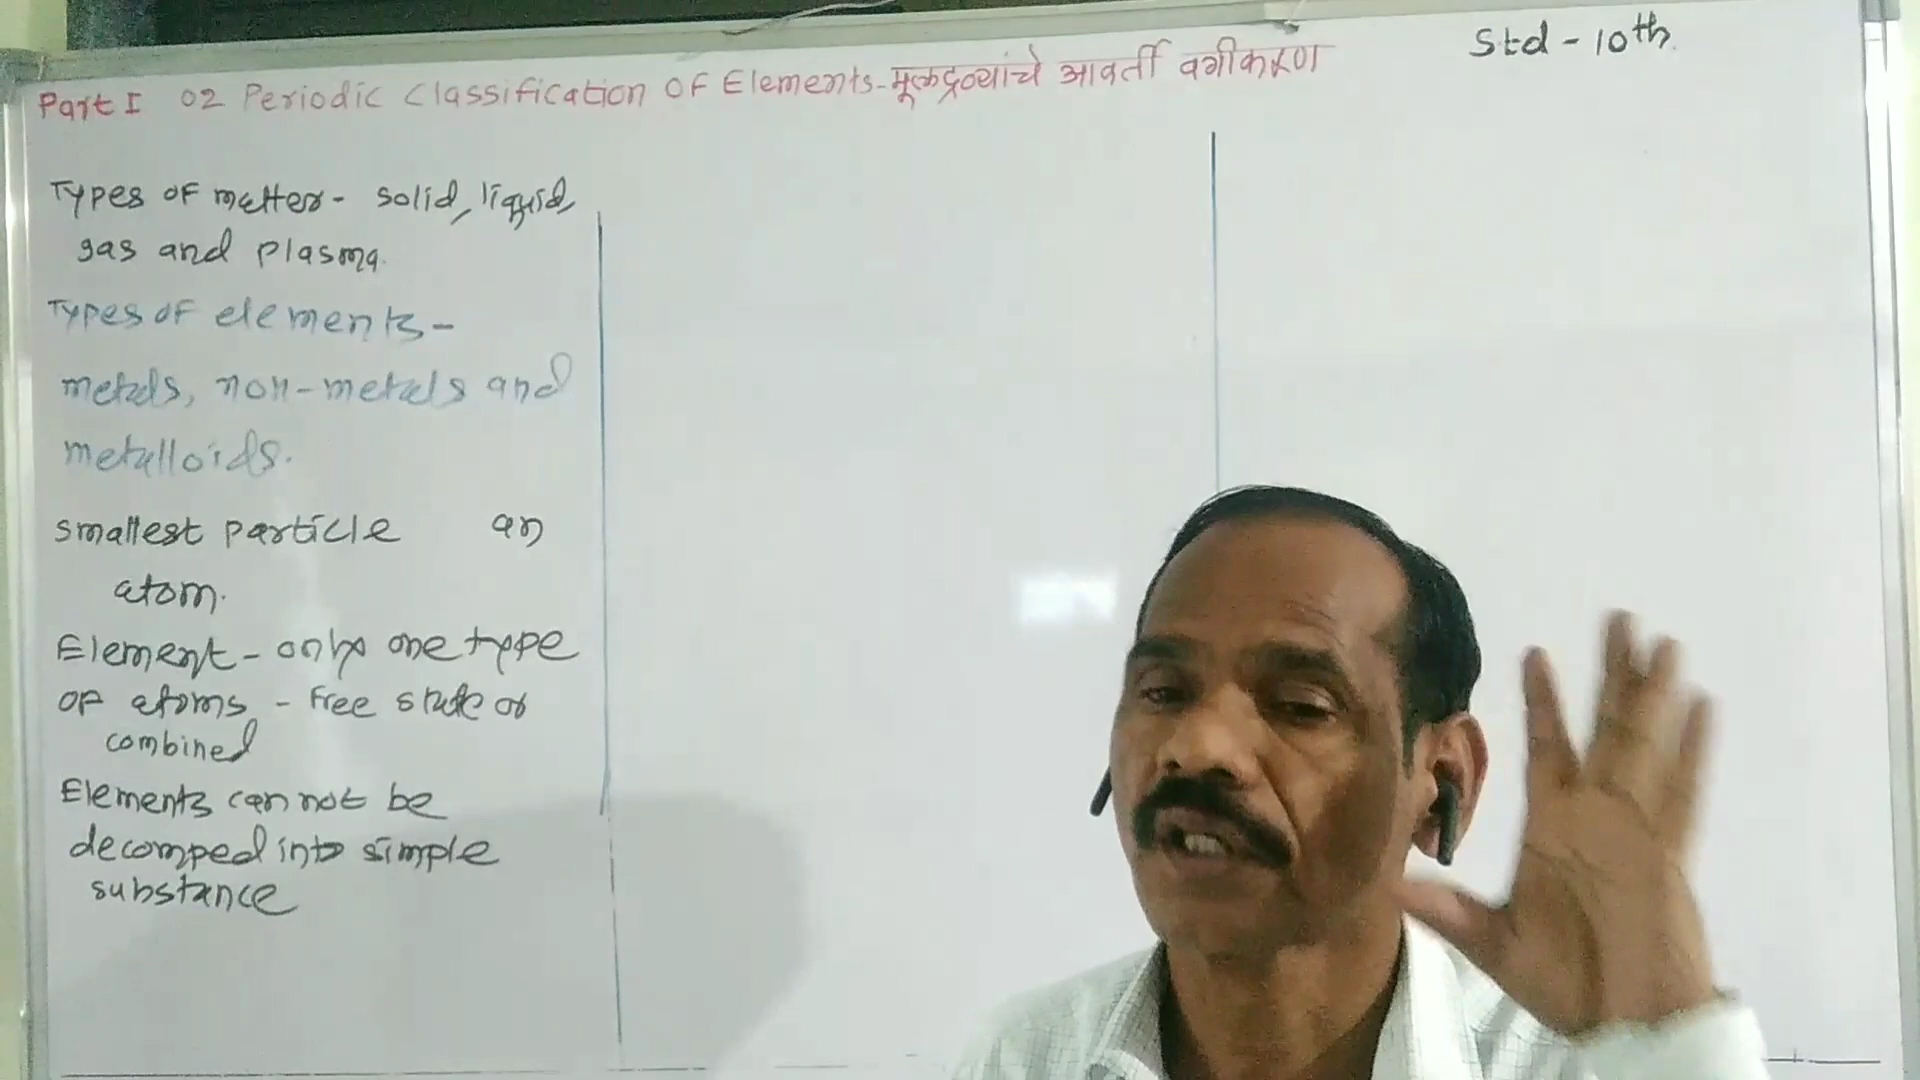 Std - 10th
Part I 02 Periodic Classification OF Elements - मूलद्रव्यांचे आवर्ती वर्गीकरण
Types OF matter - solid, liquid,
gas and plasma.
Types OF elements -
metals, non-metals and
metalloids.
smallest particle an
atom.
Element - only one type
OF atoms - Free state or
combined
Elements can not be
decomped into simple
substance